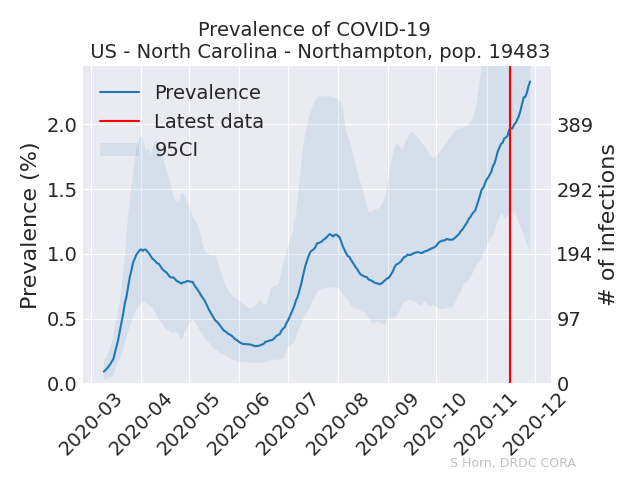 Prevalence of COVID-19
US - North Carolina - Northampton, pop. 19483
Prevalence
Latest data
95CI
Prevalence (%)
2.0
1.5
1.0
0.5
0.0
# of infections
389
292
194
97
0
2020-03
2020-04
2020-05
2020-06
2020-07
2020-08
2020-09
2020-10
2020-11
2020-12
S Horn, DRDC CORA